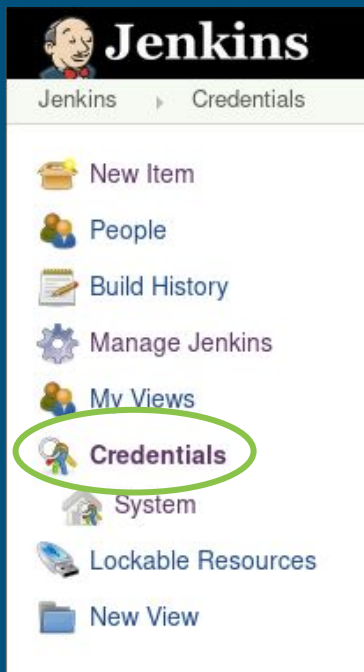 Jenkins
Jenkins Credentials
New Item
People
Build History
Manage Jenkins
My Views
Credentials
System
Lockable Resources
New View